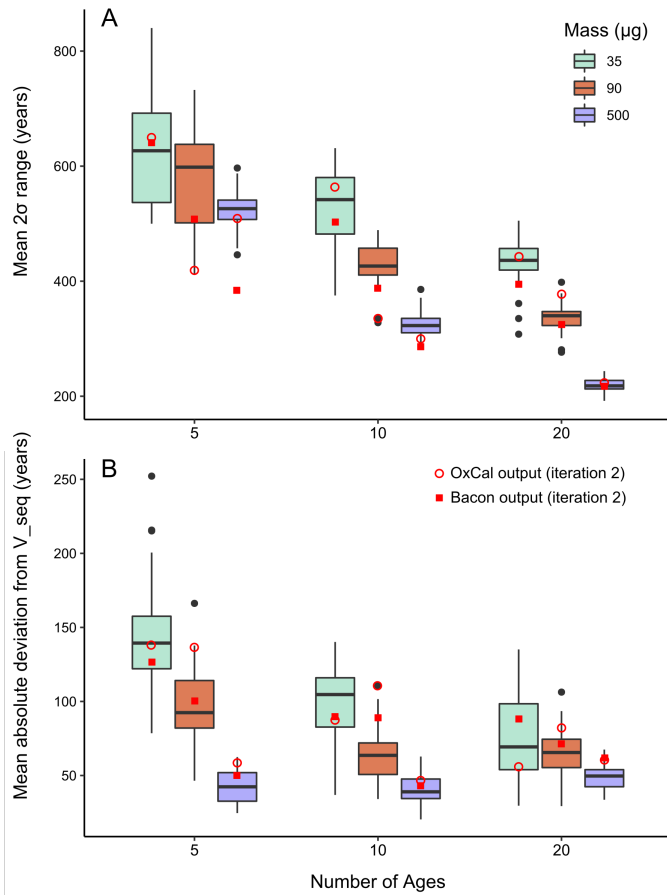 A
Mass (µg)
35
90
500
Mean 2σ range (years)
800
600
400
200
5
10
20
B
OxCal output (iteration 2)
Bacon output (iteration 2)
Mean absolute deviation from V_seq (years)
250
200
150
100
50
5
10
20
Number of Ages